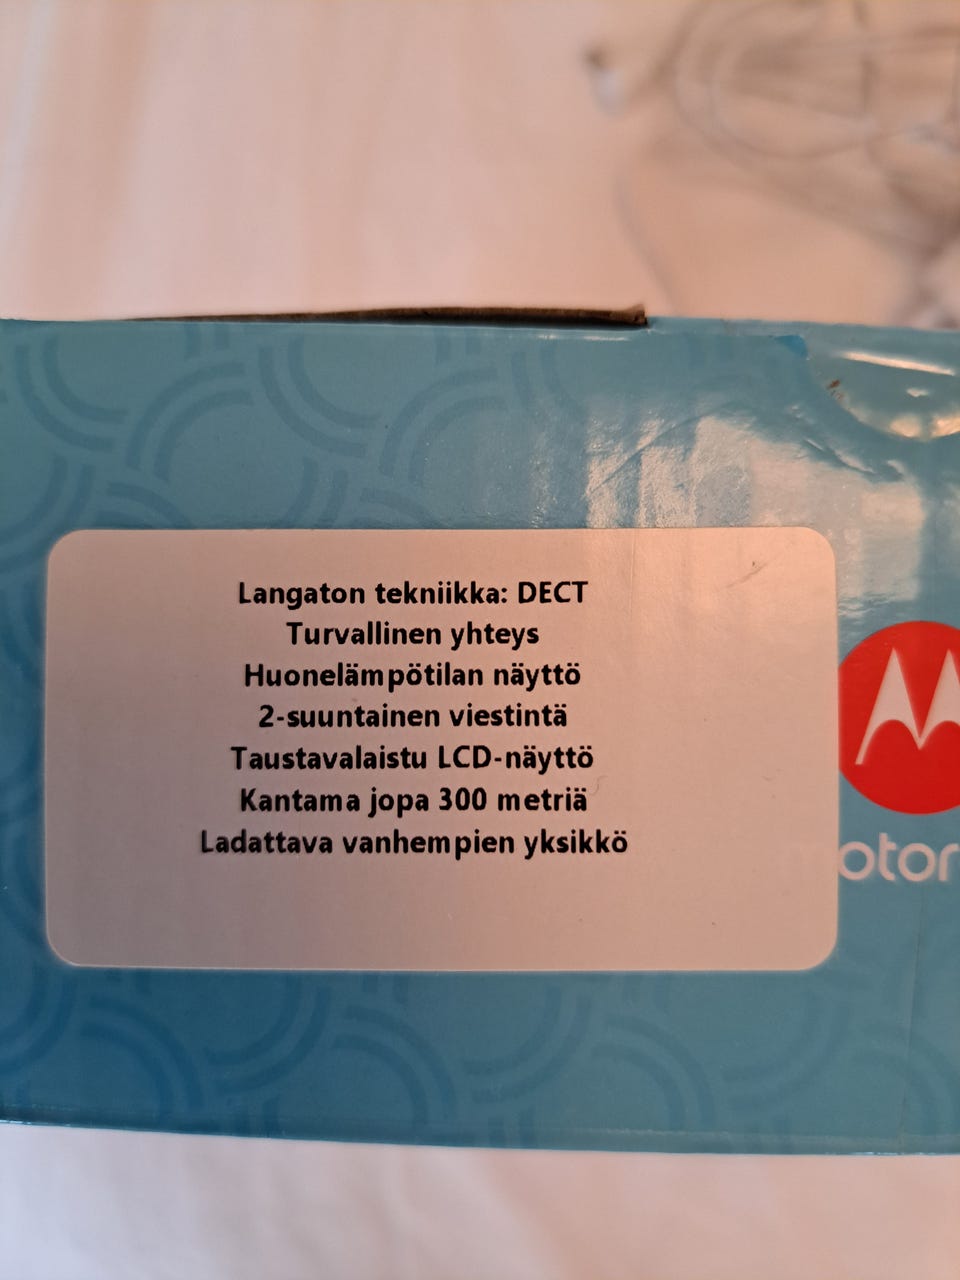 Langaton tekniikka: DECT
Turvallinen yhteys
Huonelämpötilan näyttö
2-suuntainen viestintä
Taustavalaistu LCD-näyttö
Kantama jopa 300 metriä
Ladattava vanhempien yksikkö
motor